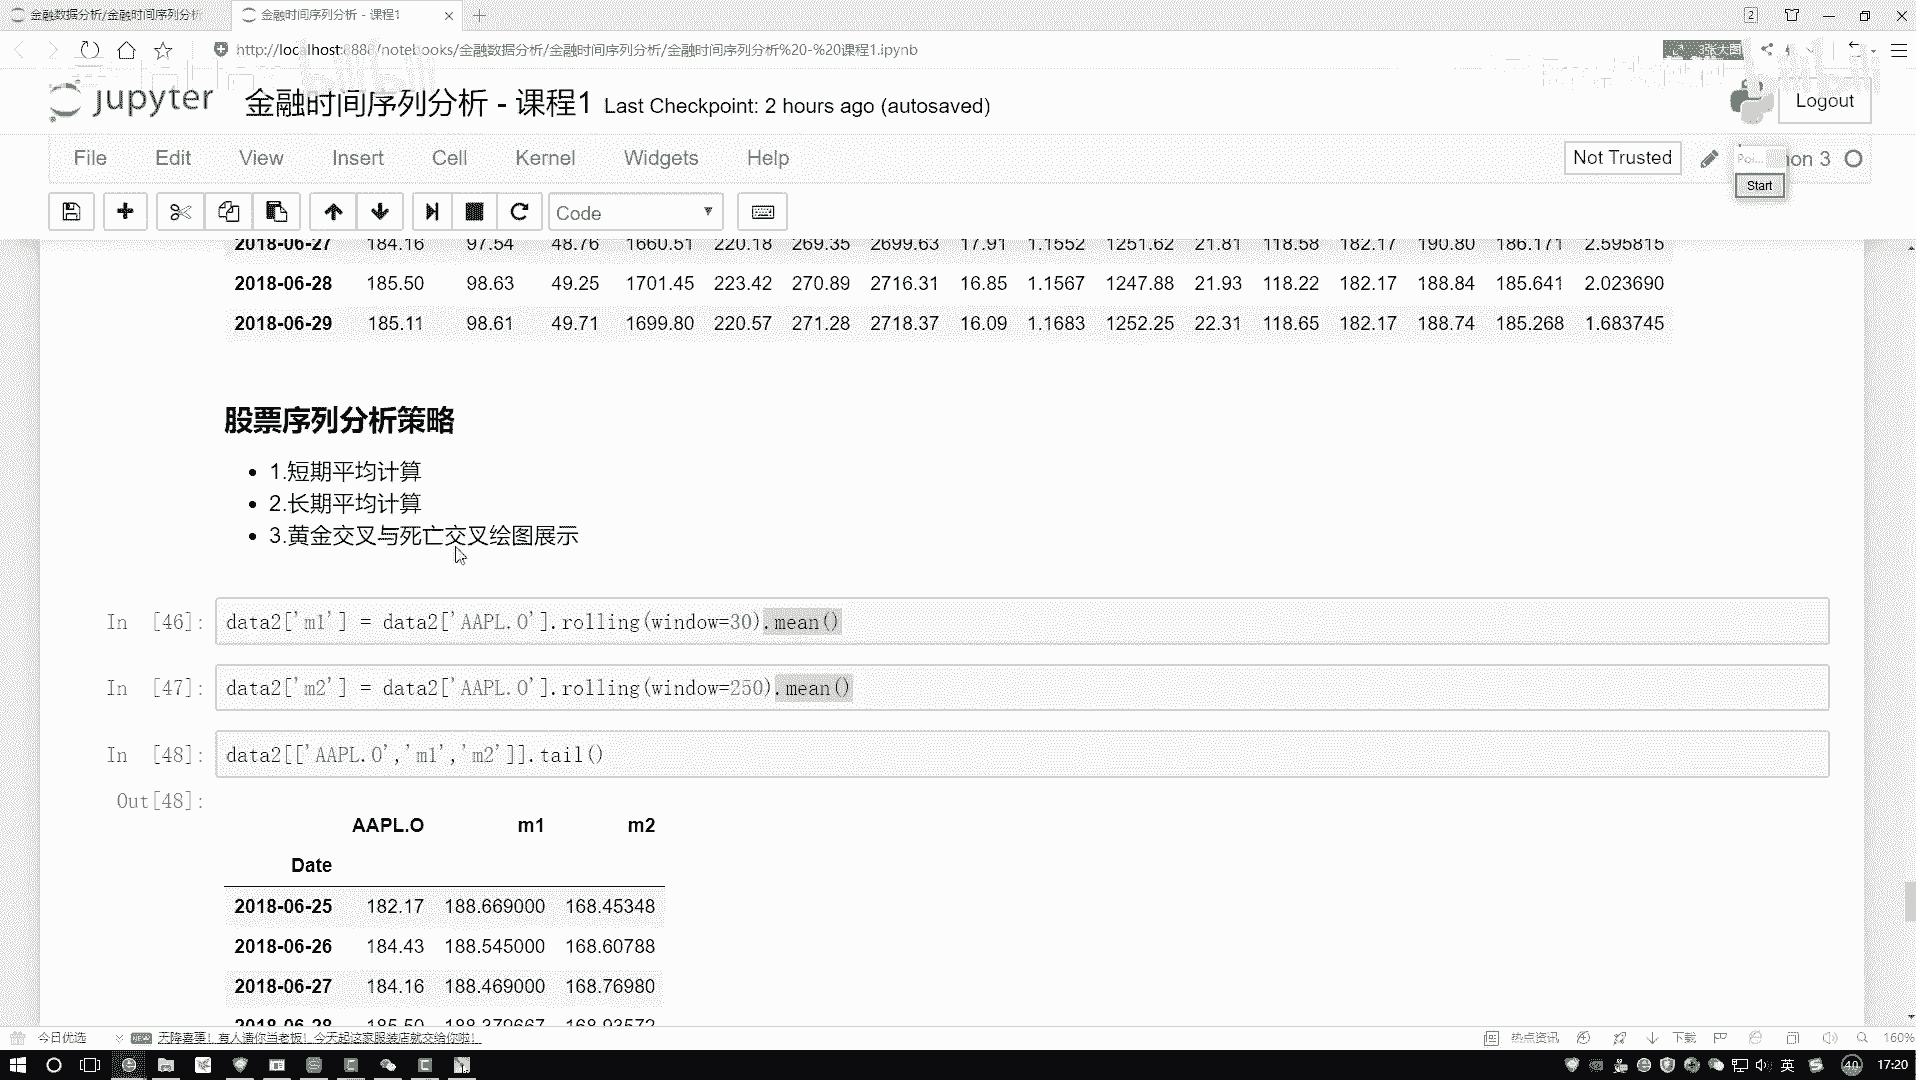 金融数据分析/金融时间序列分析
金融时间序列分析 - 课程1
2
http://localhost:8888/notebooks/金融数据分析/金融时间序列分析/金融时间序列分析%20-%20课程1.ipynb
3张大图
jupyter 金融时间序列分析 - 课程1 Last Checkpoint: 2 hours ago (autosaved)
Logout
File Edit View Insert Cell Kernel Widgets Help
Not Trusted
Poi... hon 3
Start
Code
2018-06-27 184.16 97.54 48.76 1660.51 220.18 269.35 2699.63 17.91 1.1552 1251.62 21.81 118.58 182.17 190.80 186.171 2.595815
2018-06-28 185.50 98.63 49.25 1701.45 223.42 270.89 2716.31 16.85 1.1567 1247.88 21.93 118.22 182.17 188.84 185.641 2.023690
2018-06-29 185.11 98.61 49.71 1699.80 220.57 271.28 2718.37 16.09 1.1683 1252.25 22.31 118.65 182.17 188.74 185.268 1.683745
股票序列分析策略
• 1.短期平均计算
• 2.长期平均计算
• 3.黄金交叉与死亡交叉绘图展示
In [46]: data2['m1'] = data2['AAPL.O'].rolling(window=30).mean()
In [47]: data2['m2'] = data2['AAPL.O'].rolling(window=250).mean()
In [48]: data2[['AAPL.O','m1','m2']].tail()
Out[48]:
AAPL.O m1 m2
Date
2018-06-25 182.17 188.669000 168.45348
2018-06-26 184.43 188.545000 168.60788
2018-06-27 184.16 188.469000 168.76980
2018-06-28 185.50 188.379667 168.93572
今日优选 NEW 天降喜事！有人请你当老板！今天起这家服装店就交给你啦！
热点资讯 下载 160%
英 40 17:20